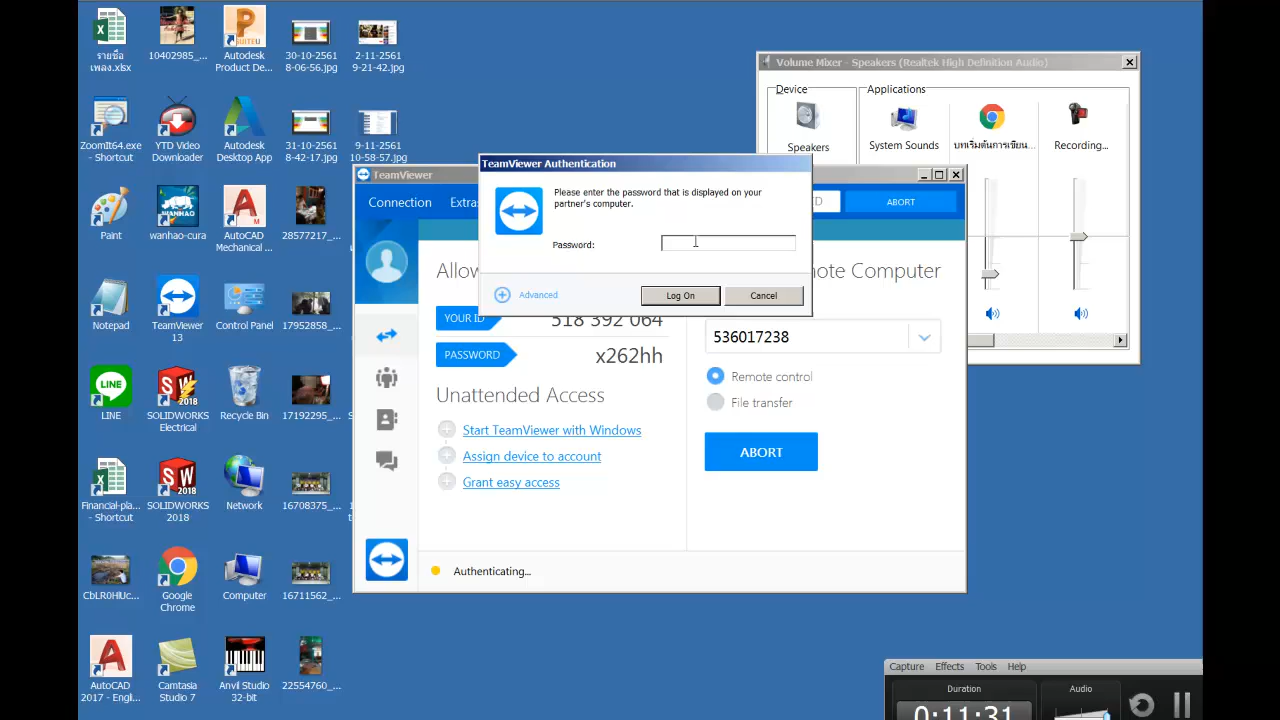 รายชื่อ
เพลง.xlsx
10402985_...
Autodesk
Product De...
30-10-2561
8-06-56.jpg
2-11-2561
9-21-42.jpg
ZoomIt64.exe
- Shortcut
YTD Video
Downloader
Autodesk
Desktop App
31-10-2561
8-42-17.jpg
9-11-2561
10-58-57.jpg
Paint
wanhao-cura
AutoCAD
Mechanical ...
28577217_...
Notepad
TeamViewer
13
Control Panel
17952858_...
LINE
SOLIDWORKS
Electrical
Recycle Bin
17192295_...
Financial-pla...
- Shortcut
SOLIDWORKS
2018
Network
16708375_...
CbLR0HlUc...
Google
Chrome
Computer
16711562_...
AutoCAD
2017 - Engl...
Camtasia
Studio 7
Anvil Studio
32-bit
22554760_...
Volume Mixer - Speakers (Realtek High Definition Audio)
Device
Applications
Speakers
System Sounds
บทเริ่มต้นการเขียน...
Recording...
TeamViewer
Connection
Extras
ABORT
TeamViewer Authentication
Please enter the password that is displayed on your
partner's computer.
Password:
Advanced
Log On
Cancel
Allow
Computer
YOUR ID
518 392 064
PASSWORD
x262hh
Unattended Access
Start TeamViewer with Windows
Assign device to account
Grant easy access
536017238
Remote control
File transfer
ABORT
Authenticating...
Capture Effects Tools Help
Duration
Audio
0:11:31